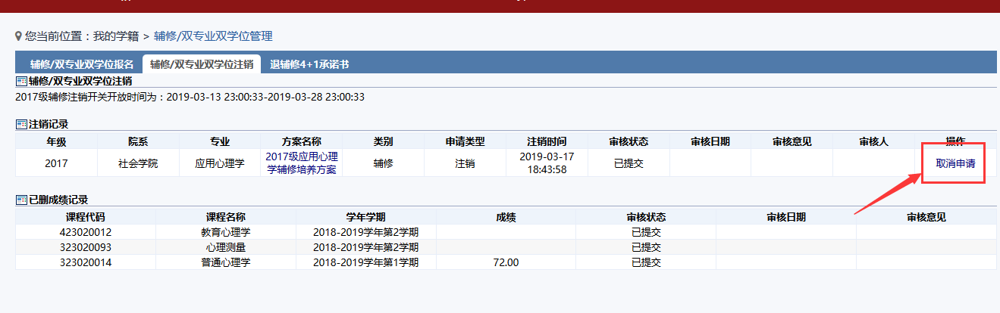 您当前位置：我的学籍 > 辅修/双专业双学位管理
辅修/双专业双学位报名 辅修/双专业双学位注销 退辅修4+1承诺书
辅修/双专业双学位注销
2017级辅修注销开关开放时间为：2019-03-13 23:00:33-2019-03-28 23:00:33
注销记录
年级 院系 专业 方案名称 类别 申请类型 注销时间 审核状态 审核日期 审核意见 审核人 操作
2017 社会学院 应用心理学 2017级应用心理学辅修培养方案 辅修 注销 2019-03-17 18:43:58 已提交 取消申请
已删成绩记录
课程代码 课程名称 学年学期 成绩 审核状态 审核日期 审核意见
423020012 教育心理学 2018-2019学年第2学期 已提交
323020093 心理测量 2018-2019学年第2学期 已提交
323020014 普通心理学 2018-2019学年第1学期 72.00 已提交